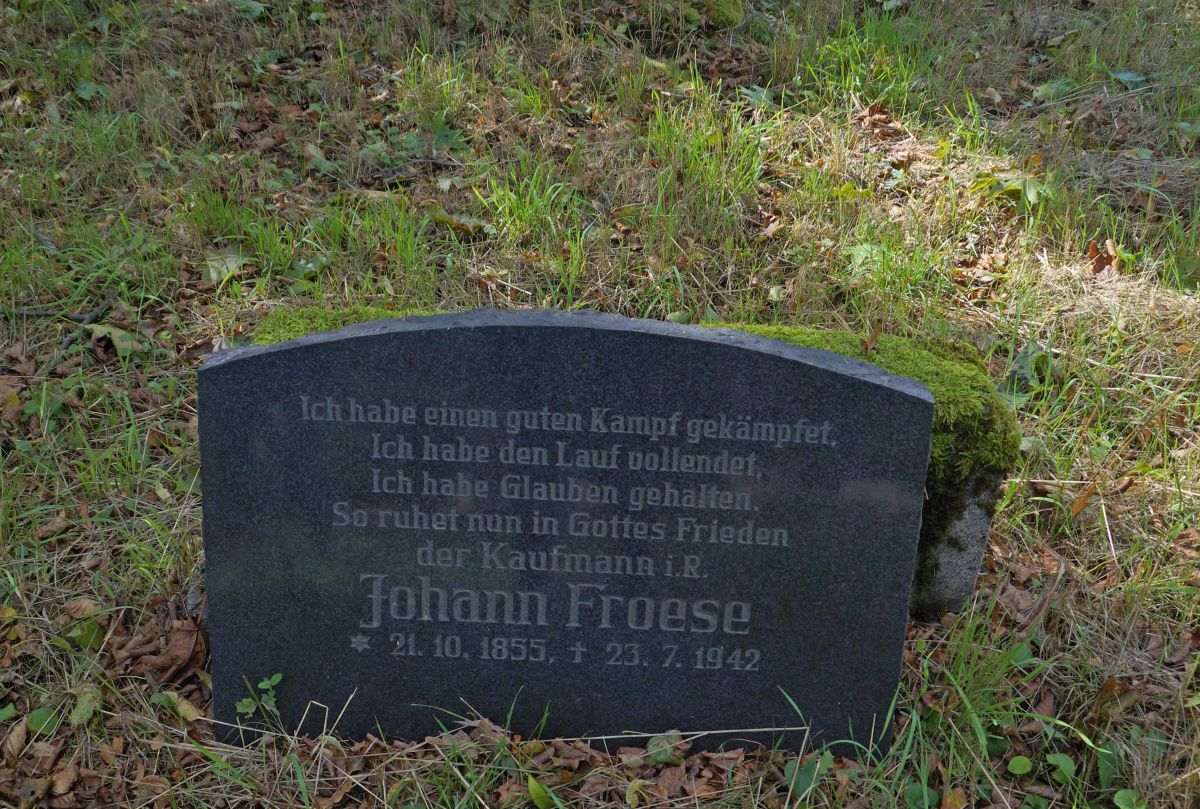 Ich habe einen guten Kampf gekämpfet.
Ich habe den Lauf vollendet.
Ich habe Glauben gehalten.
So ruhet nun in Gottes Frieden
der Kaufmann i.R.
Johann Froese
* 21. 10. 1855. † 23. 7. 1942